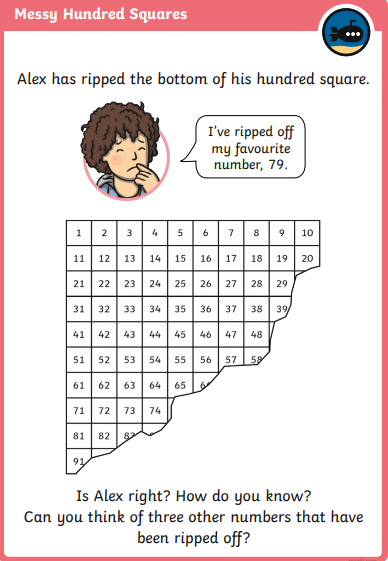 Messy Hundred Squares
Alex has ripped the bottom of his hundred square.
I've ripped off
my favourite
number, 79.
1 2 3 4 5 6 7 8 9 10
11 12 13 14 15 16 17 18 19 20
21 22 23 24 25 26 27 28 29
31 32 33 34 35 36 37 38 39
41 42 43 44 45 46 47 48
51 52 53 54 55 56 57 58
61 62 63 64 65
71 72 73 74
81 82 83
91
Is Alex right? How do you know?
Can you think of three other numbers that have
been ripped off?